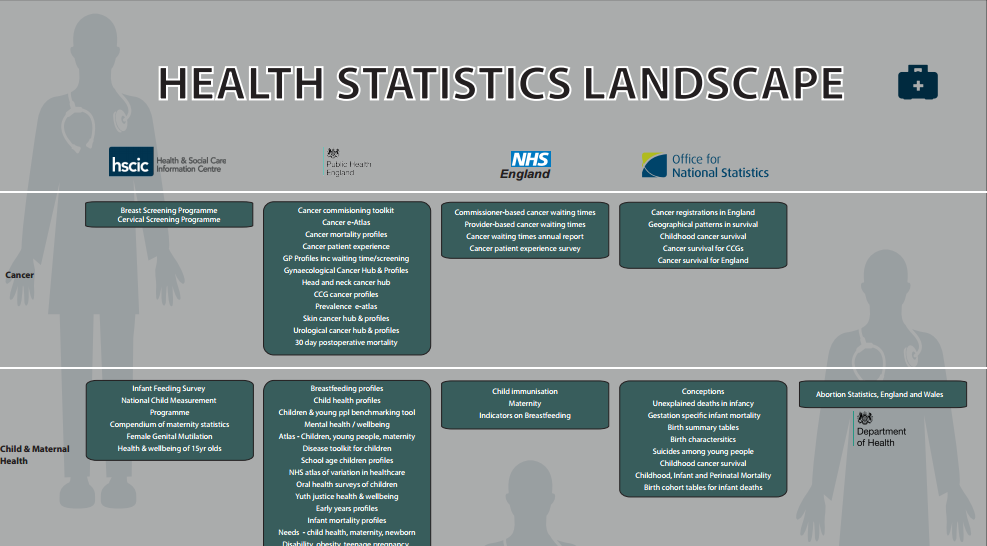 HEALTH STATISTICS LANDSCAPE
hscic
Health & Social Care
Information Centre
Public Health
England
NHS
England
Office for
National Statistics
Cancer
Breast Screening Programme
Cervical Screening Programme
Cancer commisioning toolkit
Cancer e-Atlas
Cancer mortality profiles
Cancer patient experience
GP Profiles inc waiting time/screening
Gynaecological Cancer Hub & Profiles
Head and neck cancer hub
CCG cancer profiles
Prevalence e-atlas
Skin cancer hub & profiles
Urological cancer hub & profiles
30 day postoperative mortality
Commissioner-based cancer waiting times
Provider-based cancer waiting times
Cancer waiting times annual report
Cancer patient experience survey
Cancer registrations in England
Geographical patterns in survival
Childhood cancer survival
Cancer survival for CCGs
Cancer survival for England
Child & Maternal
Health
Infant Feeding Survey
National Child Measurement
Programme
Compendium of maternity statistics
Female Genital Mutilation
Health & wellbeing of 15yr olds
Breastfeeding profiles
Child health profiles
Children & young ppl benchmarking tool
Mental health / wellbeing
Atlas - Children, young people, maternity
Disease toolkit for children
School age children profiles
NHS atlas of variation in healthcare
Oral health surveys of children
Yuth justice health & wellbeing
Early years profiles
Infant mortality profiles
Needs - child health, maternity, newborn
Disability, obesity, teenage pregnancy
Child immunisation
Maternity
Indicators on Breastfeeding
Conceptions
Unexplained deaths in infancy
Gestation specific infant mortality
Birth summary tables
Birth charactersitics
Suicides among young people
Childhood cancer survival
Childhood, Infant and Perinatal Mortality
Birth cohort tables for infant deaths
Abortion Statistics, England and Wales
Department
of Health